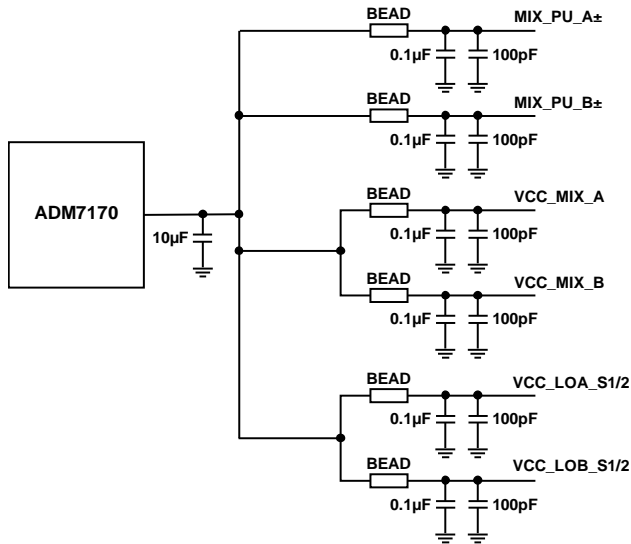 BEAD MIX_PU_A±
0.1µF 100pF
BEAD MIX_PU_B±
0.1µF 100pF
ADM7170
10µF
BEAD VCC_MIX_A
0.1µF 100pF
BEAD VCC_MIX_B
0.1µF 100pF
BEAD VCC_LOA_S1/2
0.1µF 100pF
BEAD VCC_LOB_S1/2
0.1µF 100pF